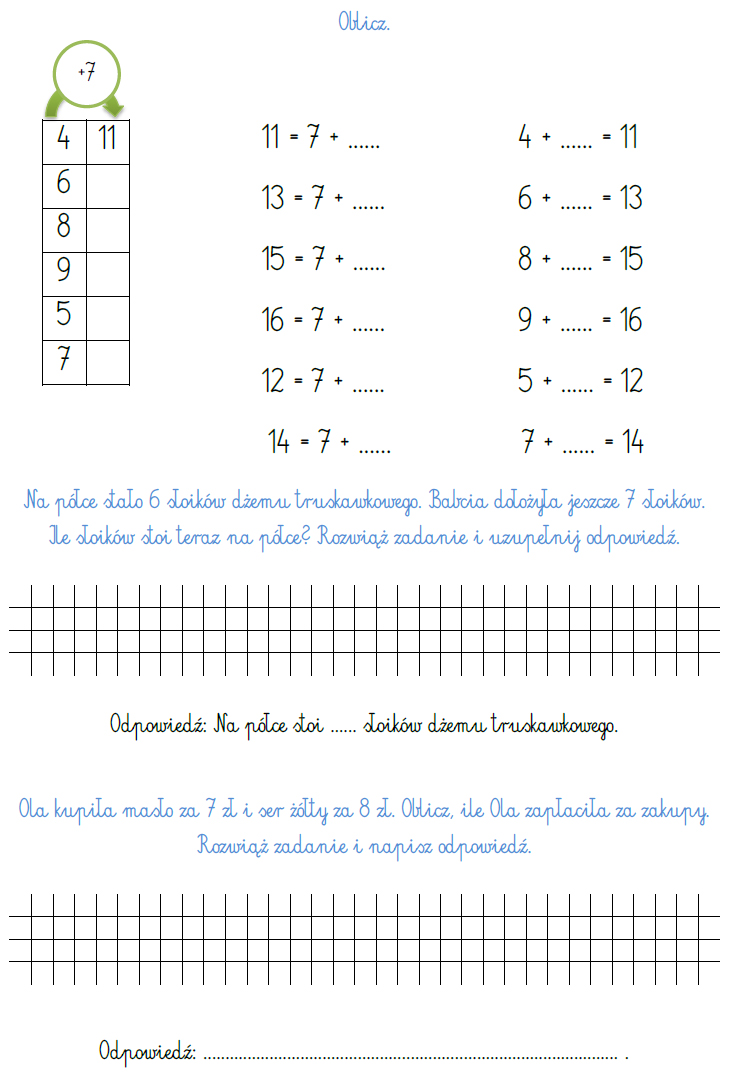 Oblicz.
+7
4 11
6
8
9
5
7
11 = 7 + ...... 4 + ...... = 11
13 = 7 + ...... 6 + ...... = 13
15 = 7 + ...... 8 + ...... = 15
16 = 7 + ...... 9 + ...... = 16
12 = 7 + ...... 5 + ...... = 12
14 = 7 + ...... 7 + ...... = 14
Na półce stało 6 słoików dżemu truskawkowego. Babcia dołożyła jeszcze 7 słoików.
Ile słoików stoi teraz na półce? Rozwiąż zadanie i uzupełnij odpowiedź.
Odpowiedź: Na półce stoi ...... słoików dżemu truskawkowego.
Ola kupiła masło za 7 zł i ser żółty za 8 zł. Oblicz, ile Ola zapłaciła za zakupy.
Rozwiąż zadanie i napisz odpowiedź.
Odpowiedź: .............................................................................................. .